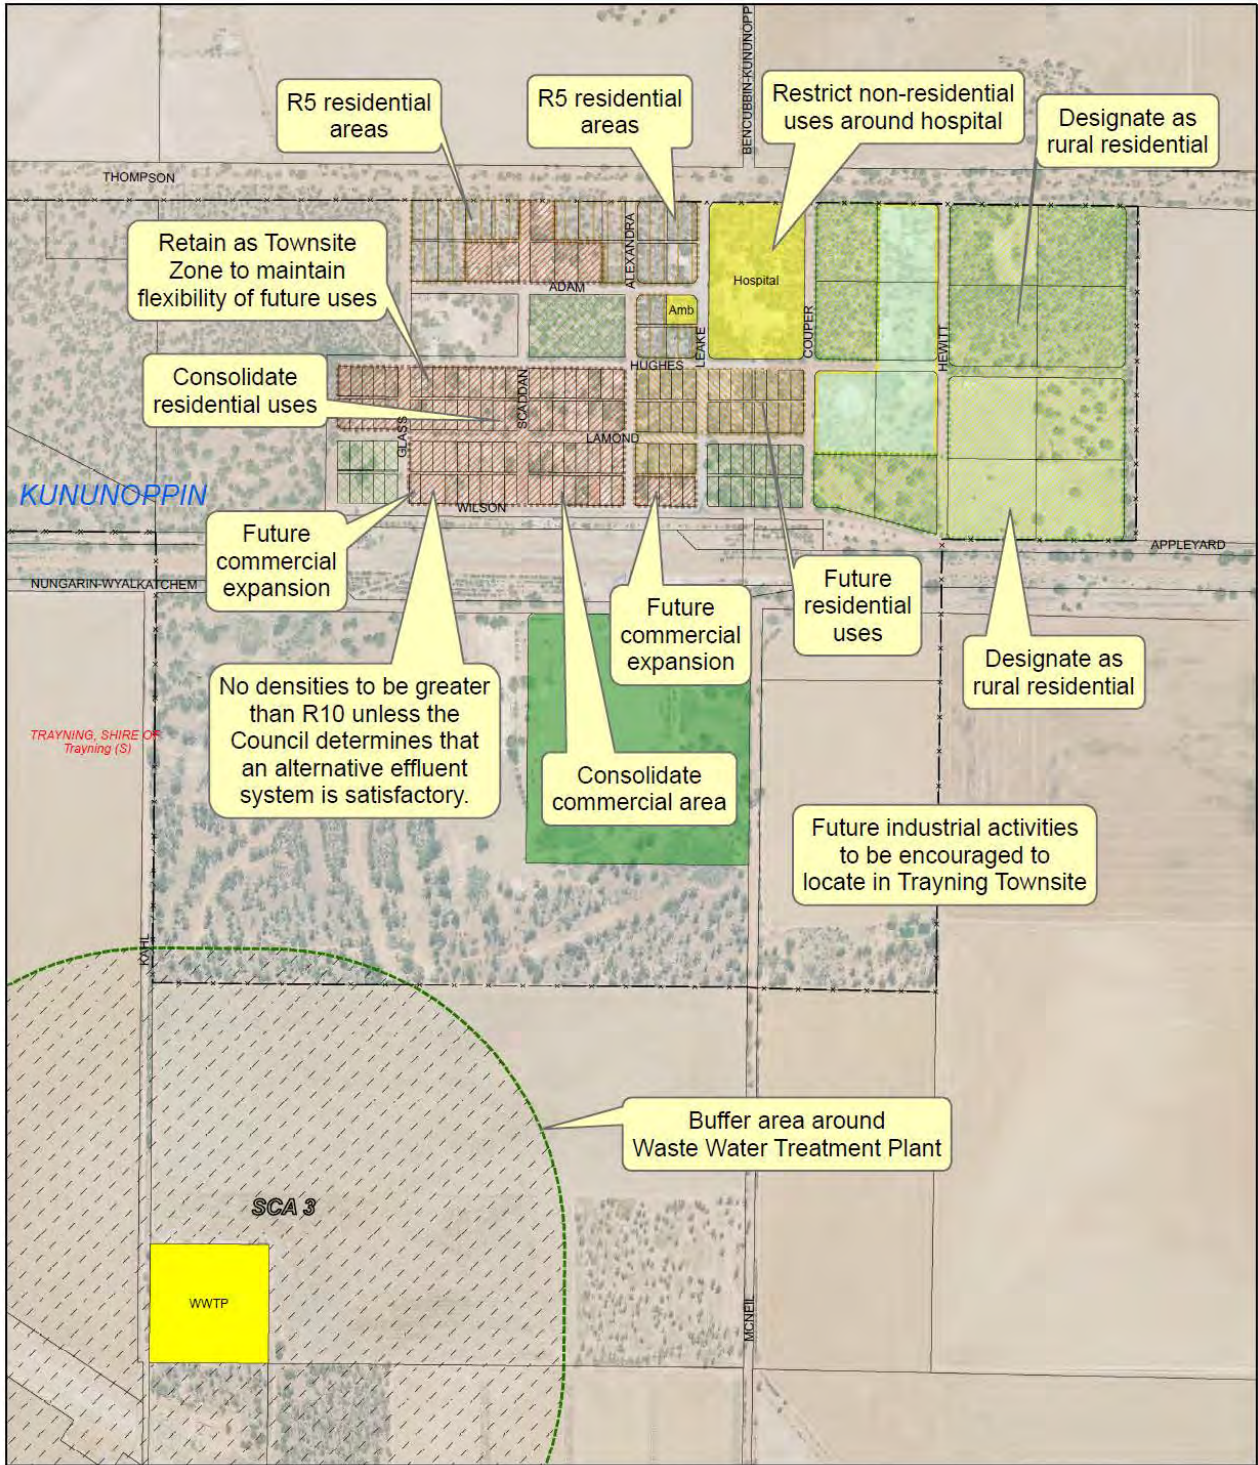 BENCUBBIN-KUNUNOPP
R5 residential
areas
R5 residential
areas
Restrict non-residential
uses around hospital
Designate as
rural residential
THOMPSON
Retain as Townsite
Zone to maintain
flexibility of future uses
ALEXANDRA
ADAM
Hospital
Amb
LEAKE
COUPER
HEWITT
HUGHES
Consolidate
residential uses
SCADDAN
GLASS
LAMOND
KUNUNOPPIN
WILSON
Future
commercial
expansion
APPLEYARD
NUNGARIN-WYALKATCHEM
Future
commercial
expansion
Future
residential
uses
Designate as
rural residential
No densities to be greater
than R10 unless the
Council determines that
an alternative effluent
system is satisfactory.
TRAYNING, SHIRE OF
Trayning (S)
Consolidate
commercial area
Future industrial activities
to be encouraged to
locate in Trayning Townsite
KAHL
Buffer area around
Waste Water Treatment Plant
SCA 3
WWTP
MCNEIL